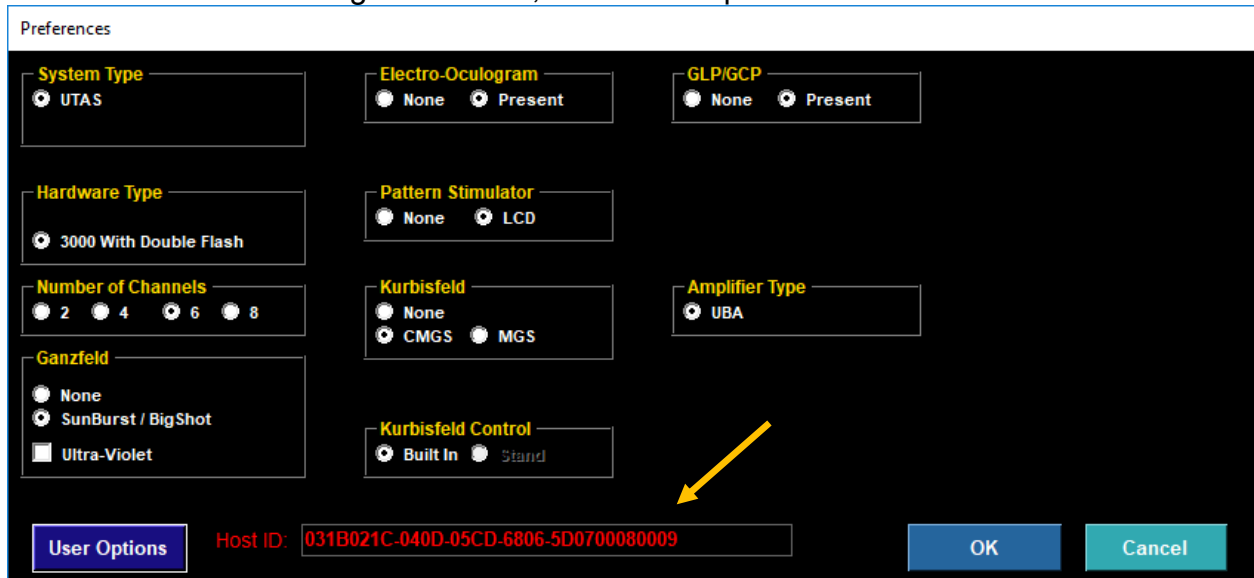 Preferences
System Type
UTAS
Electro-Oculogram
None Present
GLP/GCP
None Present
Hardware Type
3000 With Double Flash
Pattern Stimulator
None LCD
Number of Channels
2 4 6 8
Kurbisfeld
None
CMGS MGS
Amplifier Type
UBA
Ganzfeld
None
SunBurst / BigShot
Ultra-Violet
Kurbisfeld Control
Built In Stand
User Options
Host ID: 031B021C-040D-05CD-6806-5D0700080009
OK
Cancel